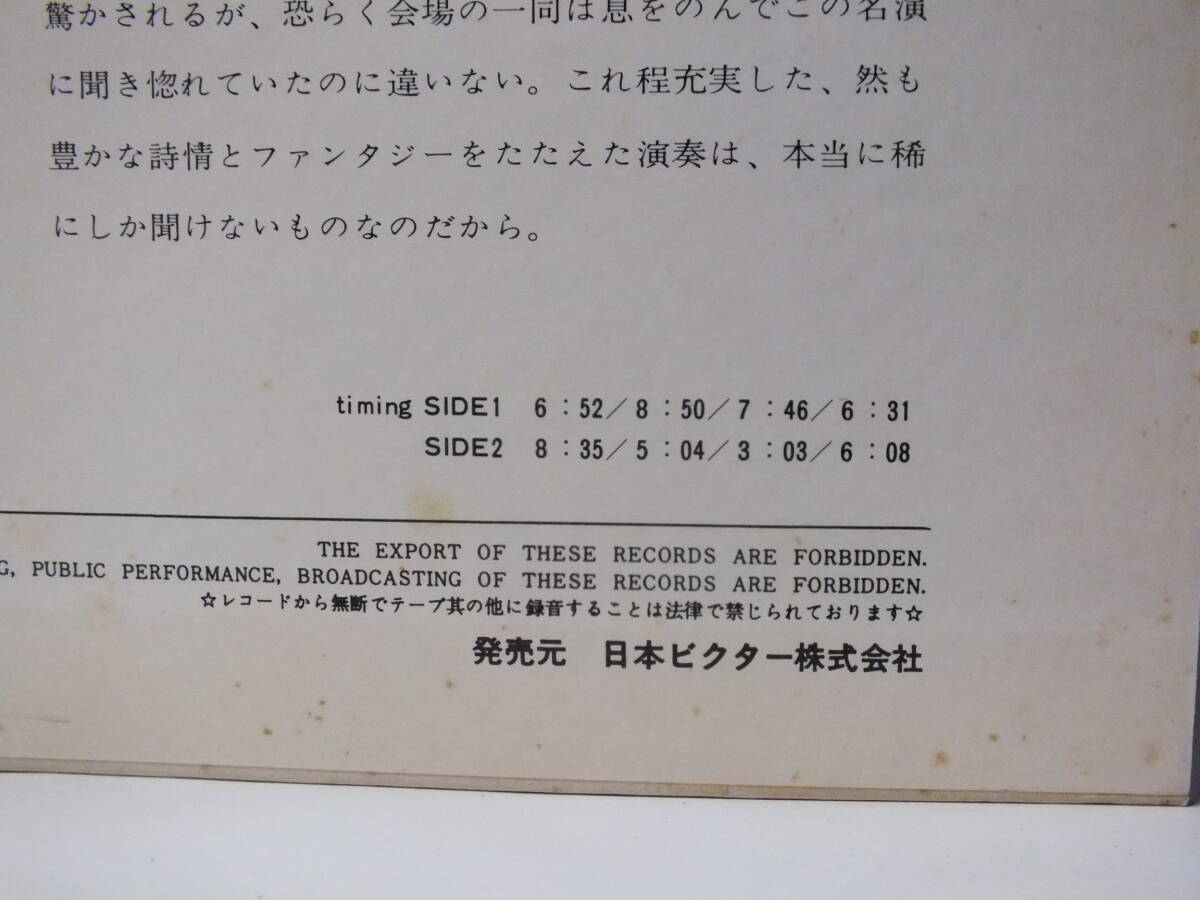 驚かされるが、恐らく会場の一同は息をのんでこの名演
に聞き惚れていたのに違いない。これ程充実した、然も
豊かな詩情とファンタジーをたたえた演奏は、本当に稀
にしか聞けないものなのだから。
timing SIDE1 6:52/8:50/7:46/6:31
SIDE2 8:35/5:04/3:03/6:08
THE EXPORT OF THESE RECORDS ARE FORBIDDEN.
G, PUBLIC PERFORMANCE, BROADCASTING OF THESE RECORDS ARE FORBIDDEN.
☆レコードから無断でテープ其の他に録音することは法律で禁じられております☆
発売元 日本ビクター株式会社